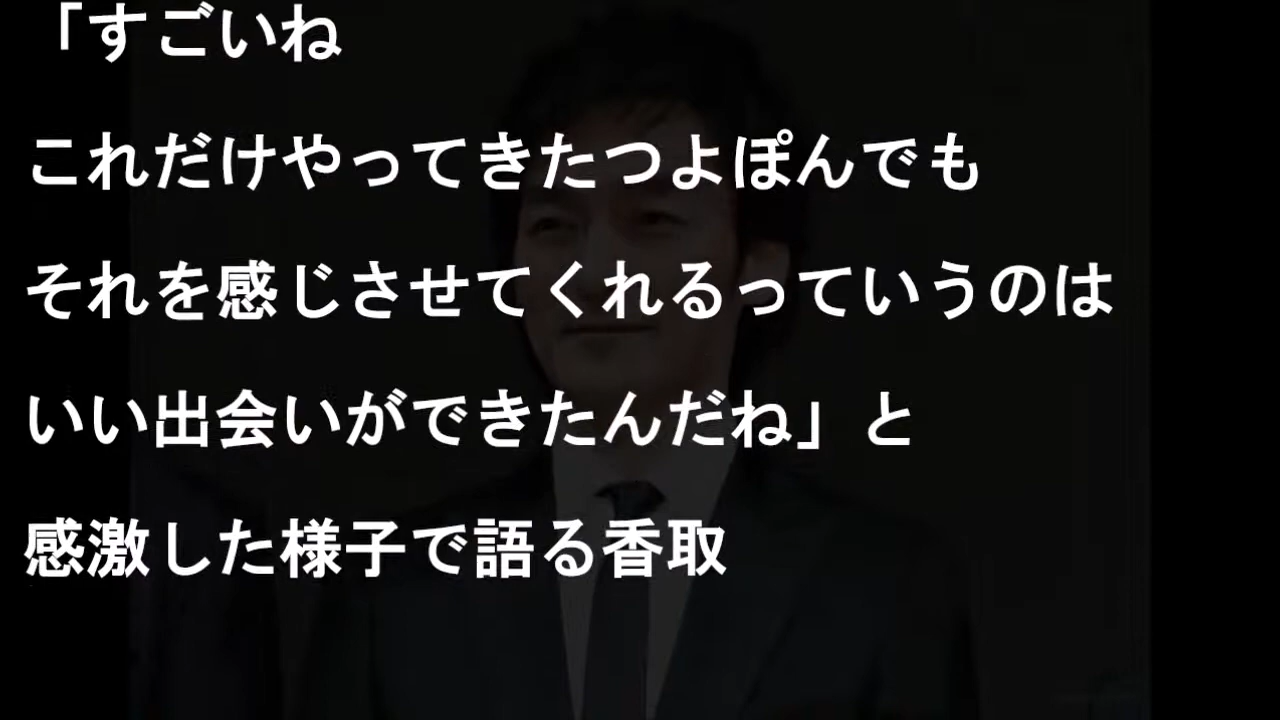 「すごいね
これだけやってきたつよぽんでも
それを感じさせてくれるっていうのは
いい出会いができたんだね」と
感激した様子で語る香取